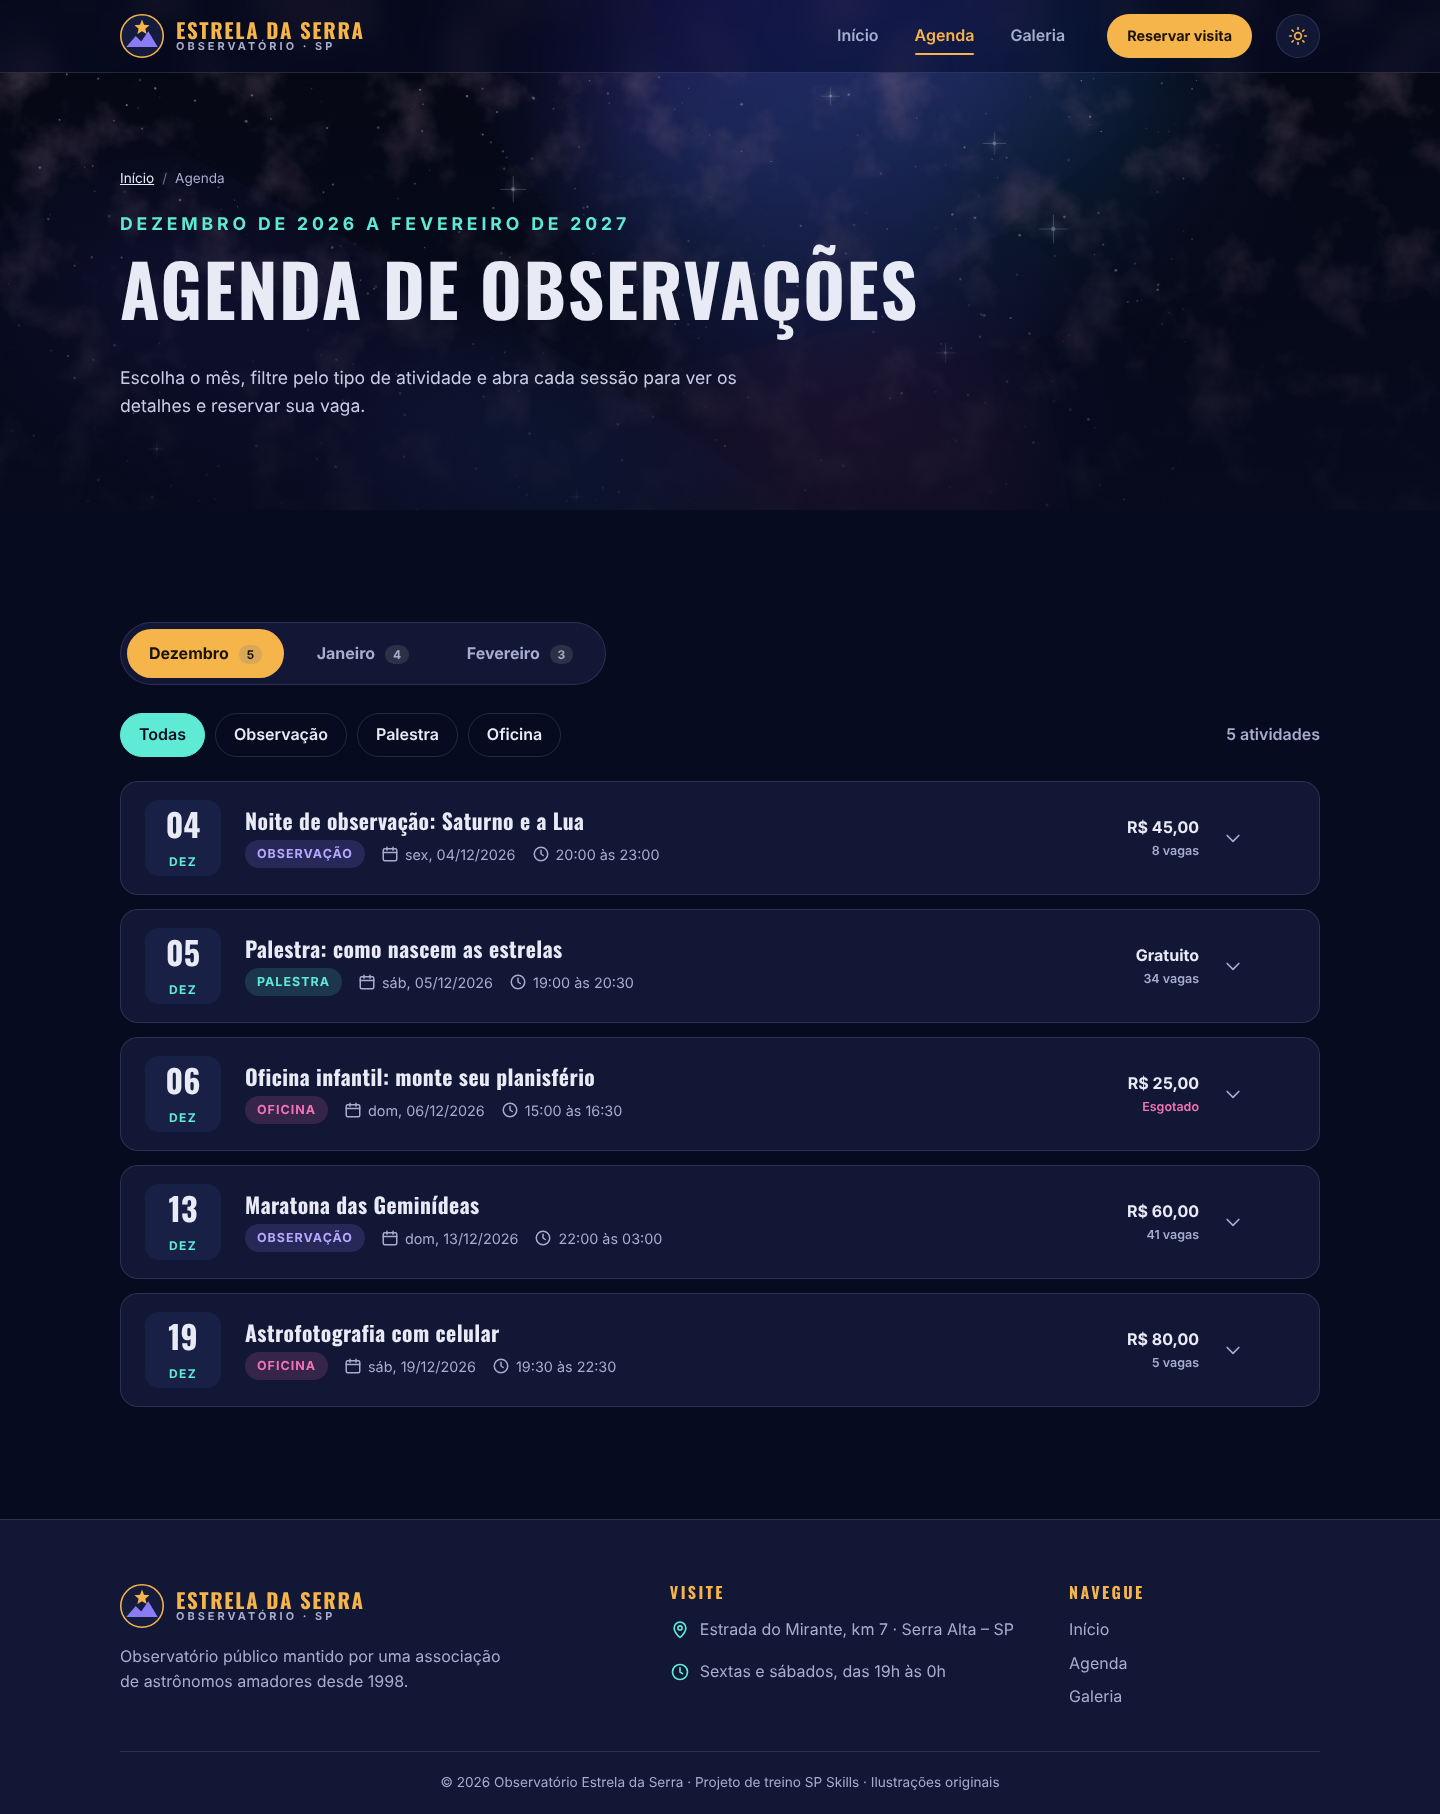 ESTRELA DA SERRA
OBSERVATÓRIO · SP
Início
Agenda
Galeria
Reservar visita
Início / Agenda
DEZEMBRO DE 2026 A FEVEREIRO DE 2027
AGENDA DE OBSERVAÇÕES
Escolha o mês, filtre pelo tipo de atividade e abra cada sessão para ver os
detalhes e reservar sua vaga.
Dezembro 5
Janeiro 4
Fevereiro 3
Todas
Observação
Palestra
Oficina
5 atividades
04
DEZ
Noite de observação: Saturno e a Lua
OBSERVAÇÃO
sex, 04/12/2026
20:00 às 23:00
R$ 45,00
8 vagas
05
DEZ
Palestra: como nascem as estrelas
PALESTRA
sáb, 05/12/2026
19:00 às 20:30
Gratuito
34 vagas
06
DEZ
Oficina infantil: monte seu planisfério
OFICINA
dom, 06/12/2026
15:00 às 16:30
R$ 25,00
Esgotado
13
DEZ
Maratona das Geminídeas
OBSERVAÇÃO
dom, 13/12/2026
22:00 às 03:00
R$ 60,00
41 vagas
19
DEZ
Astrofotografia com celular
OFICINA
sáb, 19/12/2026
19:30 às 22:30
R$ 80,00
5 vagas
ESTRELA DA SERRA
OBSERVATÓRIO · SP
Observatório público mantido por uma associação
de astrônomos amadores desde 1998.
VISITE
Estrada do Mirante, km 7 · Serra Alta – SP
Sextas e sábados, das 19h às 0h
NAVEGUE
Início
Agenda
Galeria
© 2026 Observatório Estrela da Serra · Projeto de treino SP Skills · Ilustrações originais